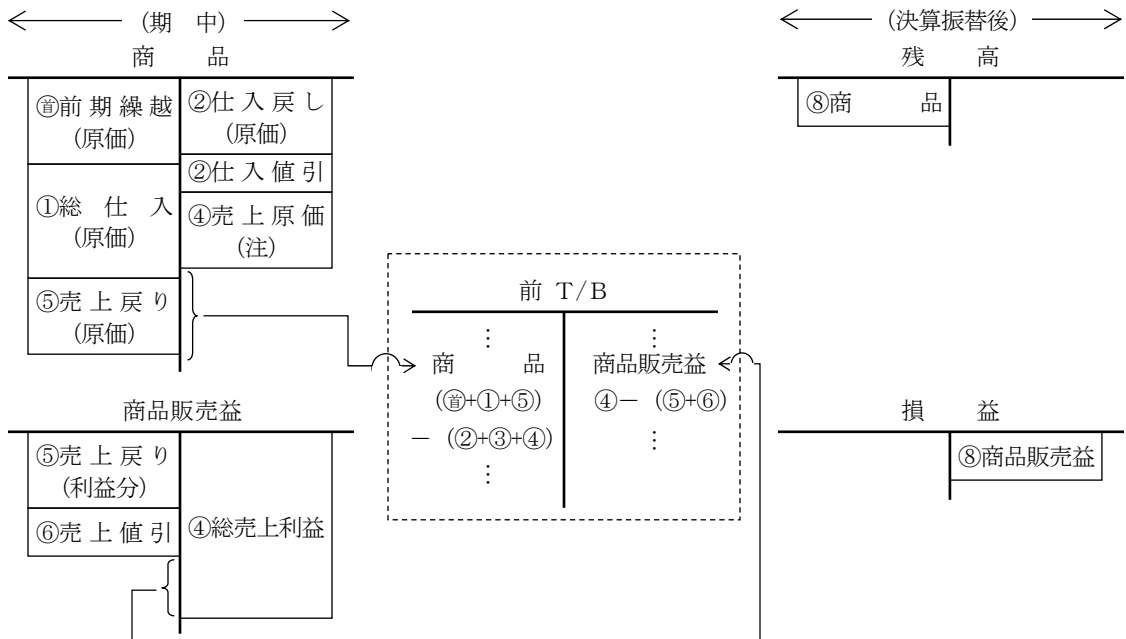 (期　中)
商　　品
㊞前期繰越
(原価)
①総　仕　入
(原価)
⑤売上戻り
(原価)
②仕入戻し
(原価)
②仕入値引
④売上原価
(注)
商品販売益
⑤売上戻り
(利益分)
⑥売上値引
④総売上利益
前 T/B
⋮
商　　品
(㊞+①+⑤)
－ (②+③+④)
⋮
⋮
商品販売益
④－ (⑤+⑥)
⋮
(決算振替後)
残　　高
⑧商　　品
損　　益
⑧商品販売益